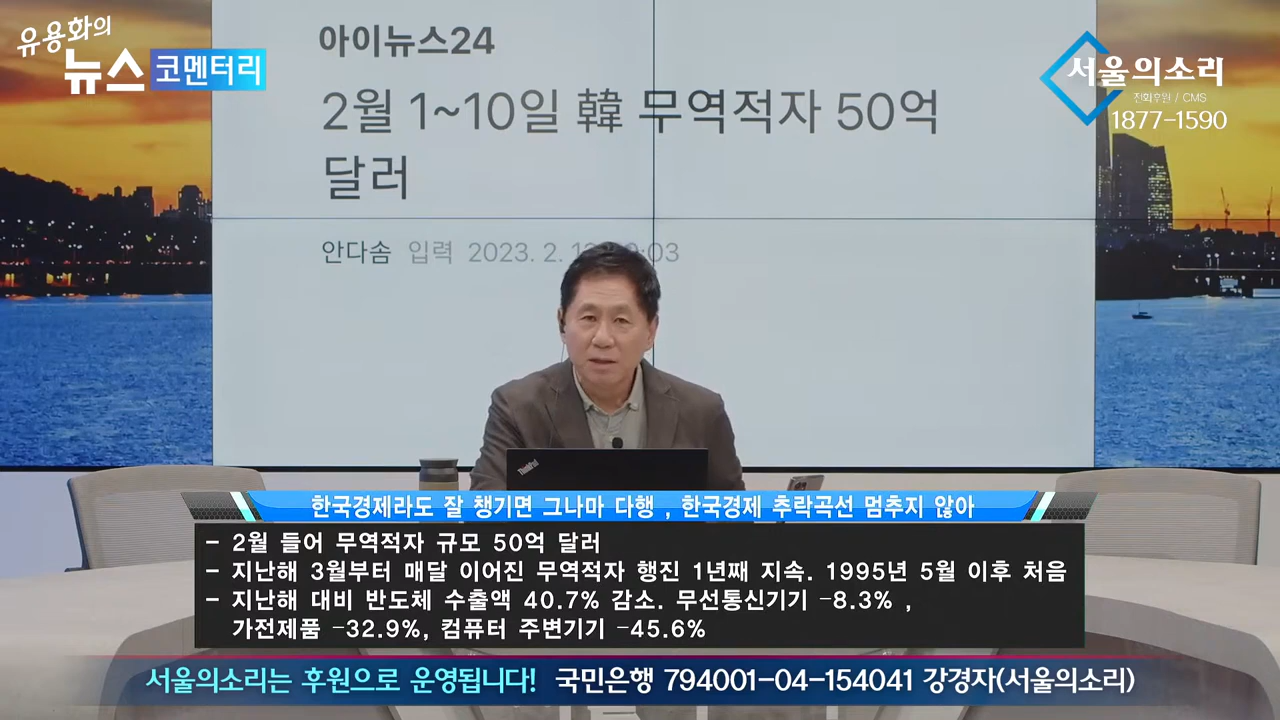 유용화의
뉴스 코멘터리
서울의소리
전화후원 / CMS
1877-1590
아이뉴스24
2월 1~10일 韓 무역적자 50억
달러
안다솜 입력 2023. 2.
ThinkPad
한국경제라도 잘 챙기면 그나마 다행 , 한국경제 추락곡선 멈추지 않아
- 2월 들어 무역적자 규모 50억 달러
- 지난해 3월부터 매달 이어진 무역적자 행진 1년째 지속. 1995년 5월 이후 처음
- 지난해 대비 반도체 수출액 40.7% 감소. 무선통신기기 -8.3% ,
가전제품 -32.9%, 컴퓨터 주변기기 -45.6%
서울의소리는 후원으로 운영됩니다! 국민은행 794001-04-154041 강경자(서울의소리)